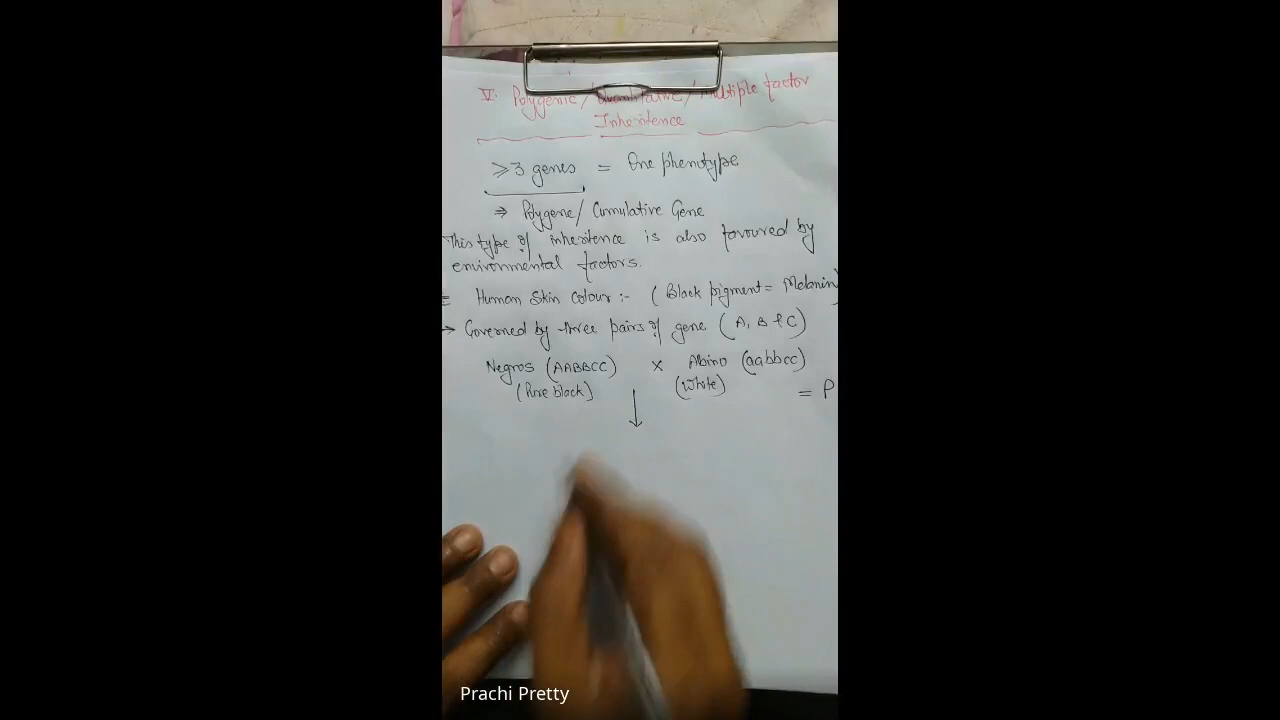 V. Polygenic / Quantitative / Multiple factor
Inheritence
≥3 genes = One phenotype
⇒ Polygene/ Cumulative Gene
This type of inheritence is also favoured by
environmental factors.
= Human Skin Colour :- (Black pigment = Melanin)
→ Governed by three pairs of gene (A, B & C)
Negros (AABBCC) × Albino (aabbcc)
(Pure black) (White) = P
↓
Prachi Pretty